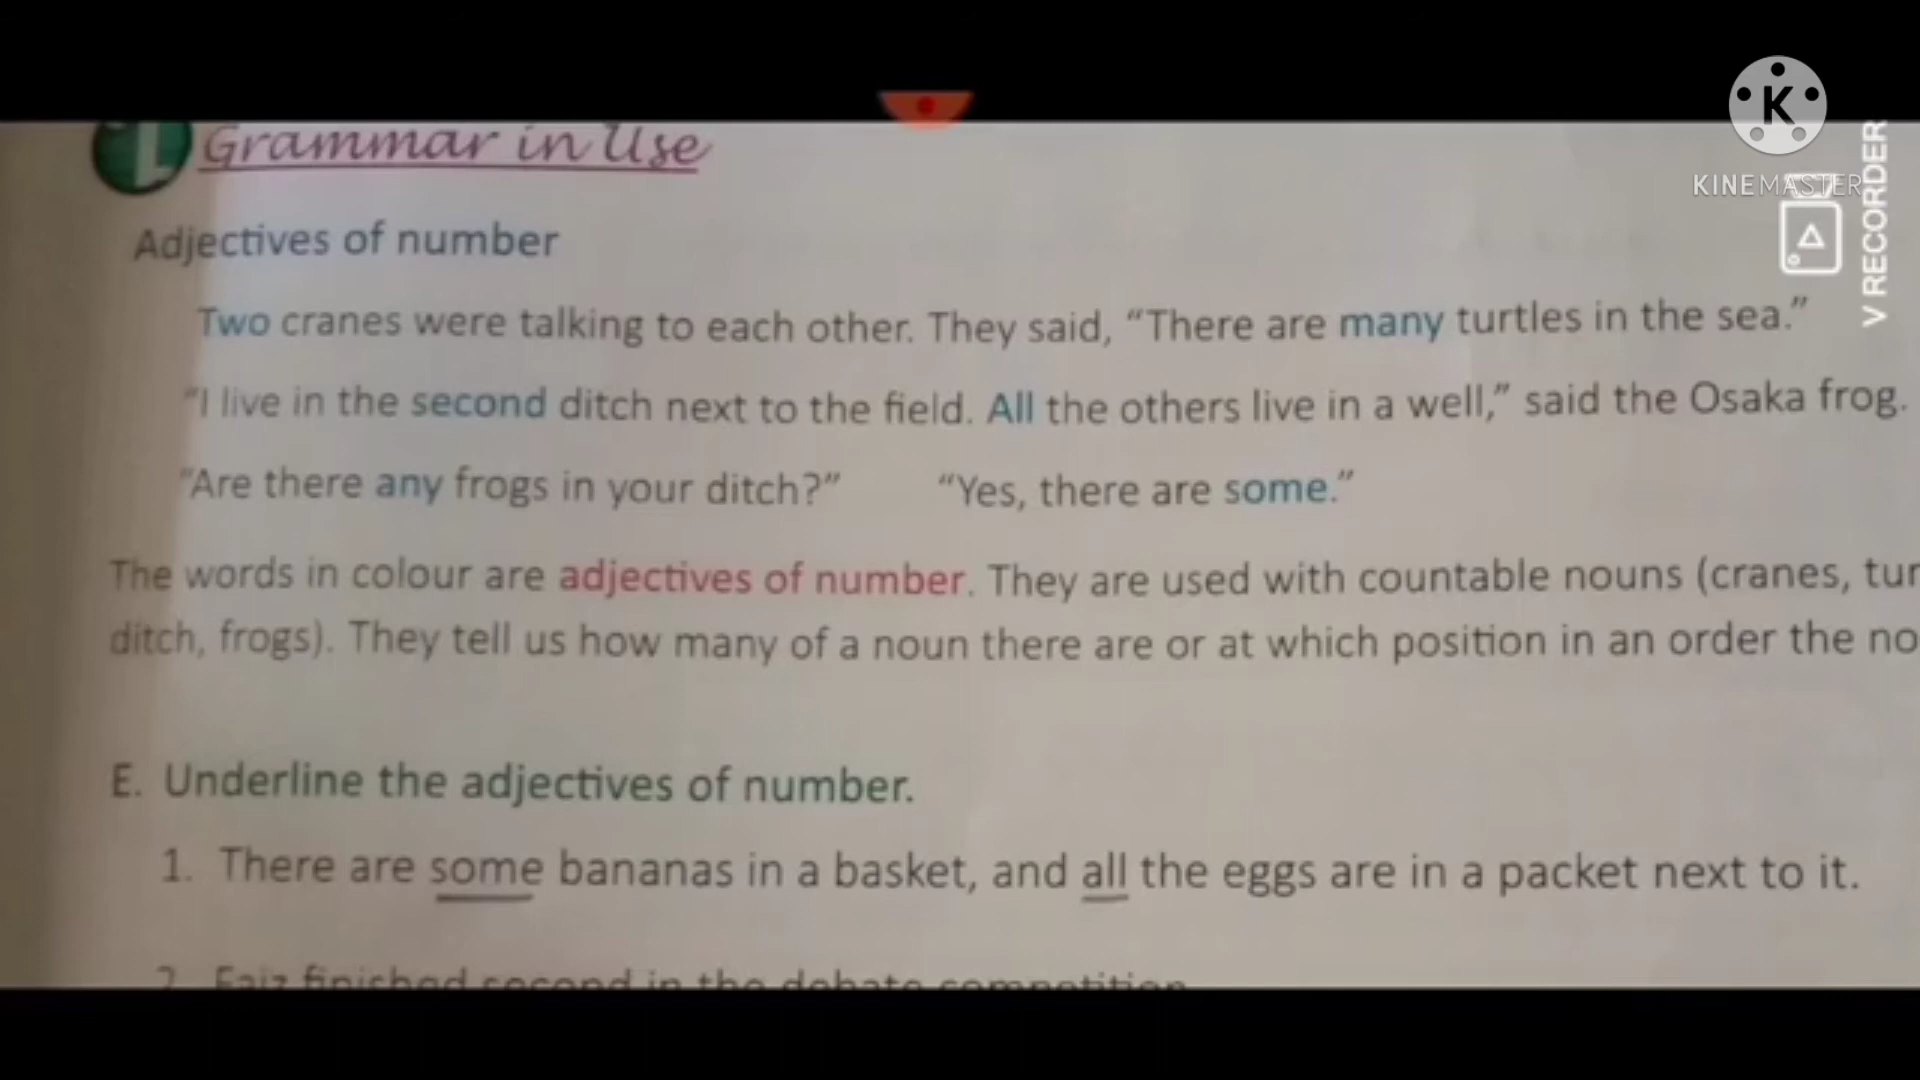 Grammar in Use
Adjectives of number
Two cranes were talking to each other. They said, “There are many turtles in the sea.”
“I live in the second ditch next to the field. All the others live in a well,” said the Osaka frog.
“Are there any frogs in your ditch?” “Yes, there are some.”
The words in colour are adjectives of number. They are used with countable nouns (cranes, tur
ditch, frogs). They tell us how many of a noun there are or at which position in an order the no
E. Underline the adjectives of number.
1. There are some bananas in a basket, and all the eggs are in a packet next to it.
2. Faiz finished second in the debate competition
K
KINEMASTER
V RECORDER